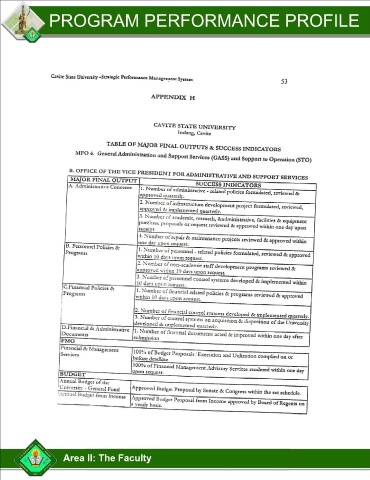 PROGRAM PERFORMANCE PROFILE
Cavite State University -Strategic Performance Management System
53
APPENDIX H
CAVITE STATE UNIVERSITY
Indang, Cavite
TABLE OF MAJOR FINAL OUTPUTS & SUCCESS INDICATORS
MFO 4. General Administration and Support Services (GASS) and Support to Operation (STO)
B. OFFICE OF THE VICE PRESIDENT FOR ADMINISTRATIVE AND SUPPORT SERVICES
MAJOR FINAL OUTPUT
SUCCESS INDICATORS
A. Administrative Concerns
1. Number of administrative - related policies formulated, reviewed &
approved quarterly.
2. Number of infrastructure development project formulated, reviewed,
approved & implemented quarterly.
3. Number of academic, research, &administrative, facilities & equipment
purchase proposals or request reviewed & approved within one day upon
request.
4. Number of repair & maintenance projects reviewed & approved within
one day upon request.
B. Personnel Policies &
Programs
1. Number of personnel - related policies formulated, reviewed & approved
within 10 days upon request.
2. Number of non-academic staff development programs reviewed &
approved within 10 days upon request.
3. Number of personnel control systems developed & implemented within
10 days upon request.
C.Financial Policies &
Programs
1. Number of financial related policies & programs reviewed & approved
within 10 days upon request.
2. Number of financial control systems developed & implemented quarterly.
3. Number of control systems on acquisition & disposition of the University
developed & implemented quarterly.
D.Financial & Administrative
Documents
1. Number of financial documents acted & improved within one day after
submission
FMO
Financial & Management
Services
100% of Budget Proposals/ Execution and Utilization complied on or
before deadline
100% of Financial Management Advisory Services rendered within one day
upon request.
BUDGET
Annual Budget of the
University - General Fund
Approved Budget Proposal by Senate & Congress within the set schedule.
Annual Budget from Income
Approved Budget Proposal from Income approved by Board of Regents on
a yearly basis.
Area II: The Faculty